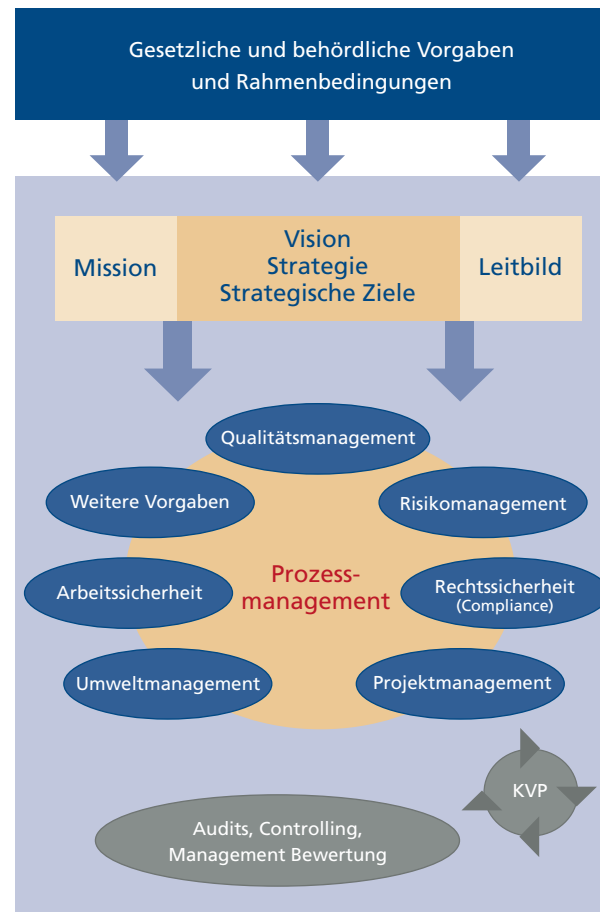 Gesetzliche und behördliche Vorgaben
und Rahmenbedingungen
Mission
Vision
Strategie
Strategische Ziele
Leitbild
Qualitätsmanagement
Weitere Vorgaben
Risikomanagement
Arbeitssicherheit
Prozess-
management
Rechtssicherheit
(Compliance)
Umweltmanagement
Projektmanagement
KVP
Audits, Controlling,
Management Bewertung